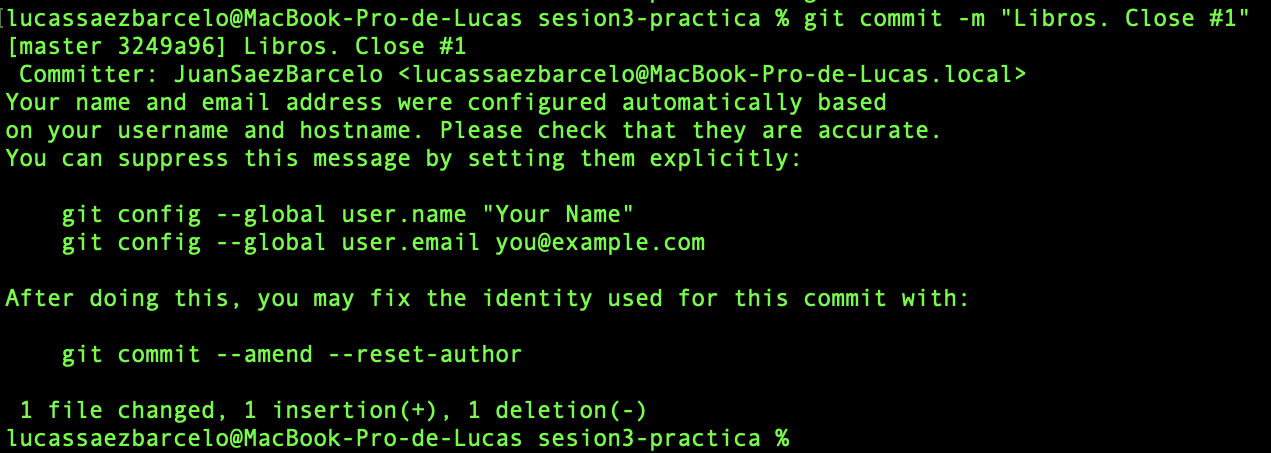 [lucassaezbarcelo@MacBook-Pro-de-Lucas sesion3-practica % git commit -m "Libros. Close #1"
[master 3249a96] Libros. Close #1
 Committer: JuanSaezBarcelo <lucassaezbarcelo@MacBook-Pro-de-Lucas.local>
Your name and email address were configured automatically based
on your username and hostname. Please check that they are accurate.
You can suppress this message by setting them explicitly:

    git config --global user.name "Your Name"
    git config --global user.email you@example.com

After doing this, you may fix the identity used for this commit with:

    git commit --amend --reset-author

 1 file changed, 1 insertion(+), 1 deletion(-)
lucassaezbarcelo@MacBook-Pro-de-Lucas sesion3-practica %